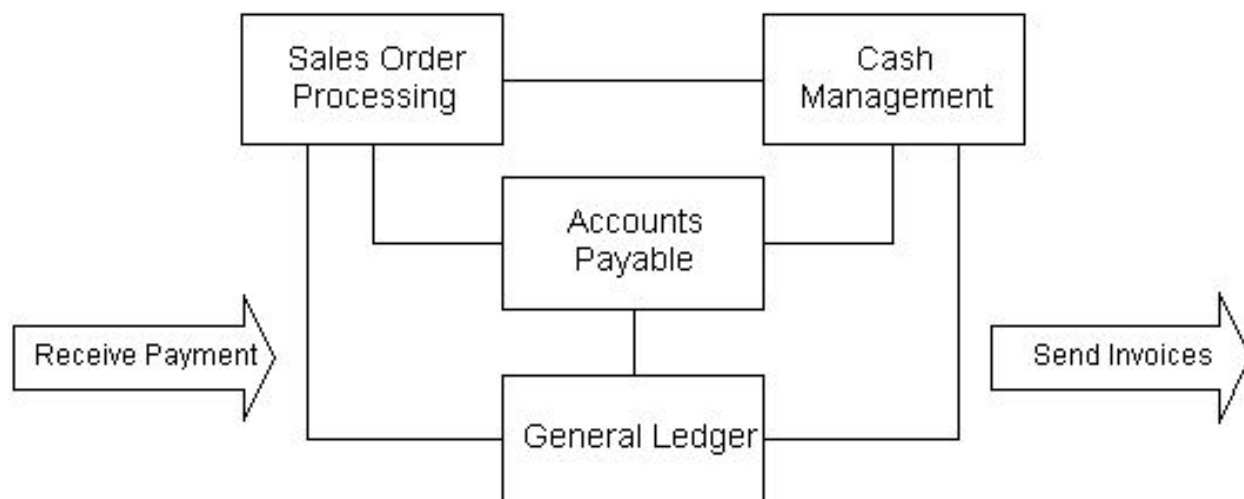 Sales Order
Processing
Cash
Management
Accounts
Payable
Receive Payment
Send Invoices
General Ledger